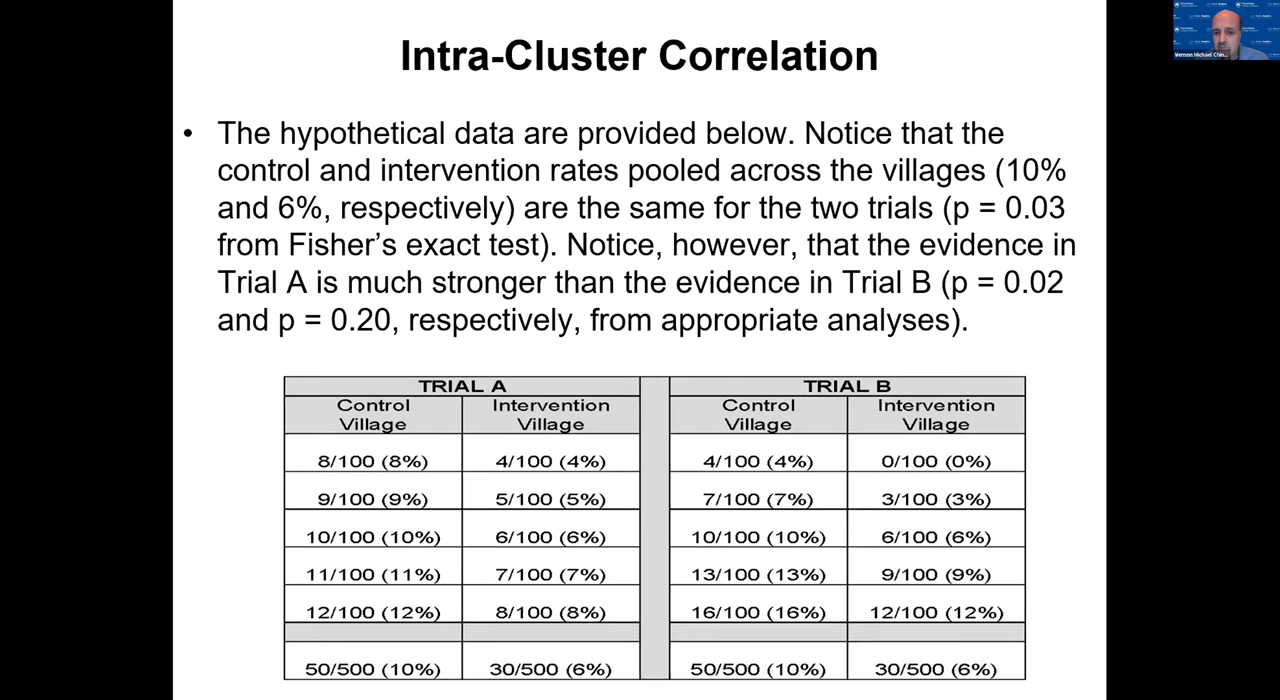 Intra-Cluster Correlation
• The hypothetical data are provided below. Notice that the
control and intervention rates pooled across the villages (10%
and 6%, respectively) are the same for the two trials (p = 0.03
from Fisher's exact test). Notice, however, that the evidence in
Trial A is much stronger than the evidence in Trial B (p = 0.02
and p = 0.20, respectively, from appropriate analyses).
TRIAL A TRIAL B
Control Village Intervention Village Control Village Intervention Village
8/100 (8%) 4/100 (4%) 4/100 (4%) 0/100 (0%)
9/100 (9%) 5/100 (5%) 7/100 (7%) 3/100 (3%)
10/100 (10%) 6/100 (6%) 10/100 (10%) 6/100 (6%)
11/100 (11%) 7/100 (7%) 13/100 (13%) 9/100 (9%)
12/100 (12%) 8/100 (8%) 16/100 (16%) 12/100 (12%)
50/500 (10%) 30/500 (6%) 50/500 (10%) 30/500 (6%)
Vernon Michael Chin...